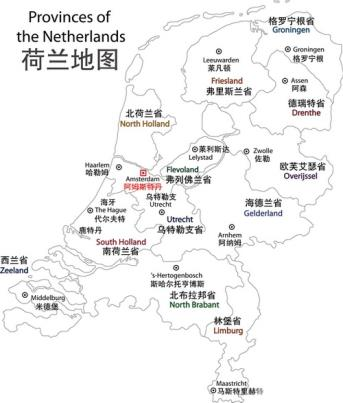 Provinces of
the Netherlands
荷兰地图
格罗宁根省
Groningen
Groningen
格罗宁根
Leeuwarden
莱凡顿
Friesland
弗里斯兰省
Assen
阿森
德瑞特省
Drenthe
北荷兰省
North Holland
莱利斯达
Lelystad
Zwolle
佐勒
Haarlem
哈勒姆
Amsterdam
阿姆斯特丹
Flevoland
弗列佛兰省
欧芙艾瑟省
Overijssel
乌特勒支
Utrecht
海牙
The Hague
代尔夫特
鹿特丹
Utrecht
乌特勒支省
海德兰省
Gelderland
Arnhem
阿纳姆
South Holland
南荷兰省
西兰省
Zeeland
's-Hertogenbosch
斯哈尔托亨博斯
Middelburg
米德堡
北布拉邦省
North Brabant
林堡省
Limburg
Maastricht
马斯特里赫特